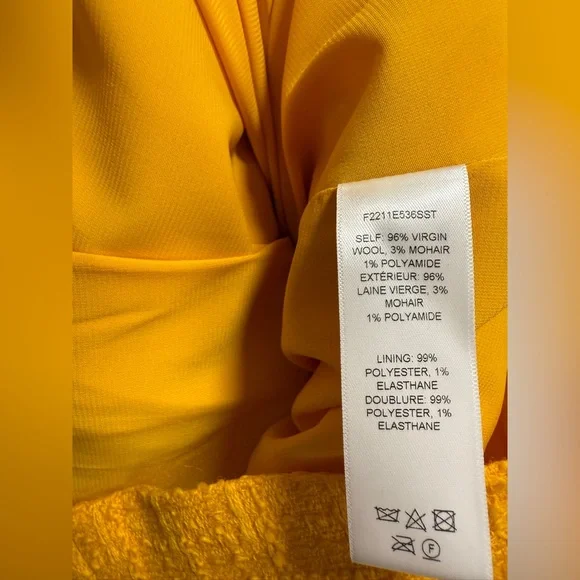 F2211E536SST
SELF: 96% VIRGIN
WOOL, 3% MOHAIR
1% POLYAMIDE
EXTÉRIEUR: 96%
LAINE VIERGE, 3%
MOHAIR
1% POLYAMIDE
LINING: 99%
POLYESTER, 1%
ELASTHANE
DOUBLURE: 99%
POLYESTER, 1%
ELASTHANE
F